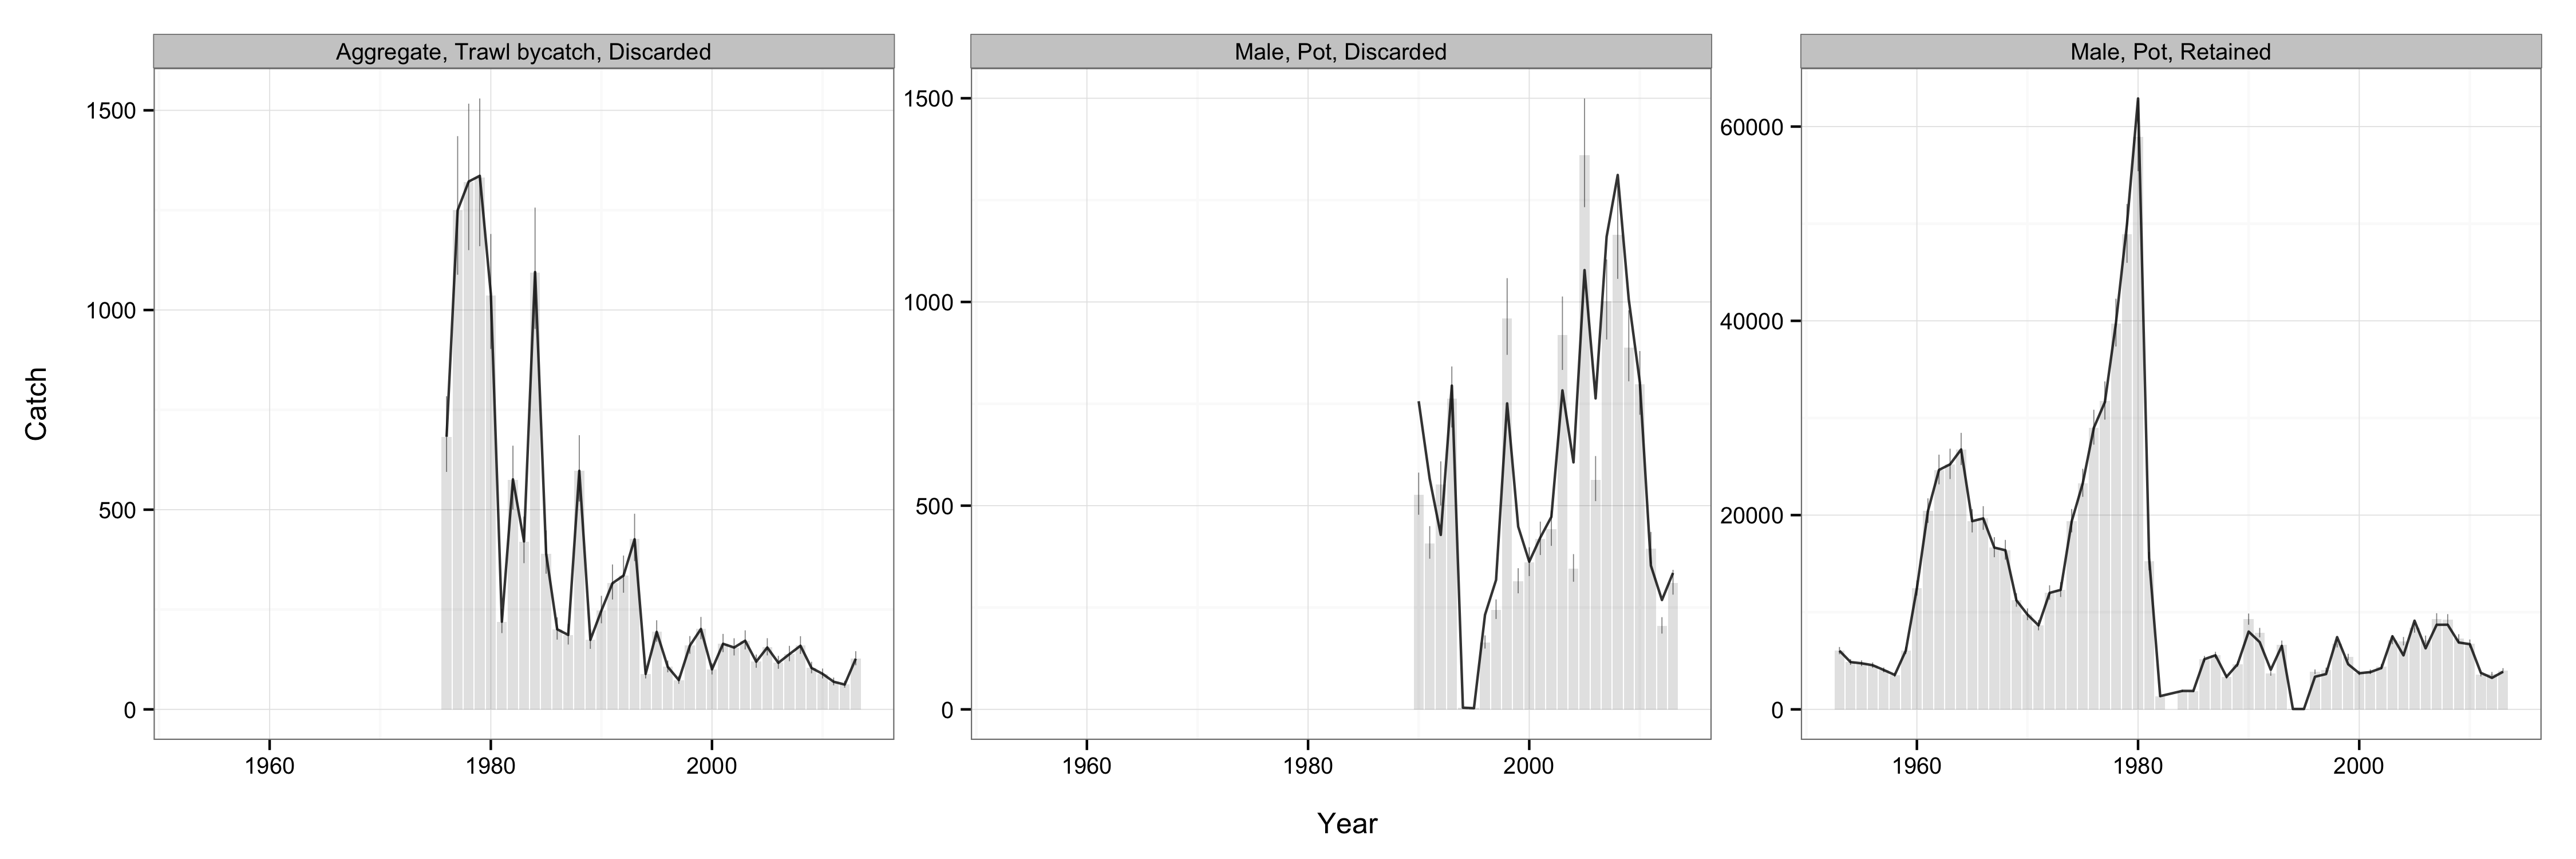 Aggregate, Trawl bycatch, Discarded
Male, Pot, Discarded
Male, Pot, Retained
Catch
1500
1000
500
0
1500
1000
500
0
60000
40000
20000
0
1960 1980 2000
1960 1980 2000
1960 1980 2000
Year